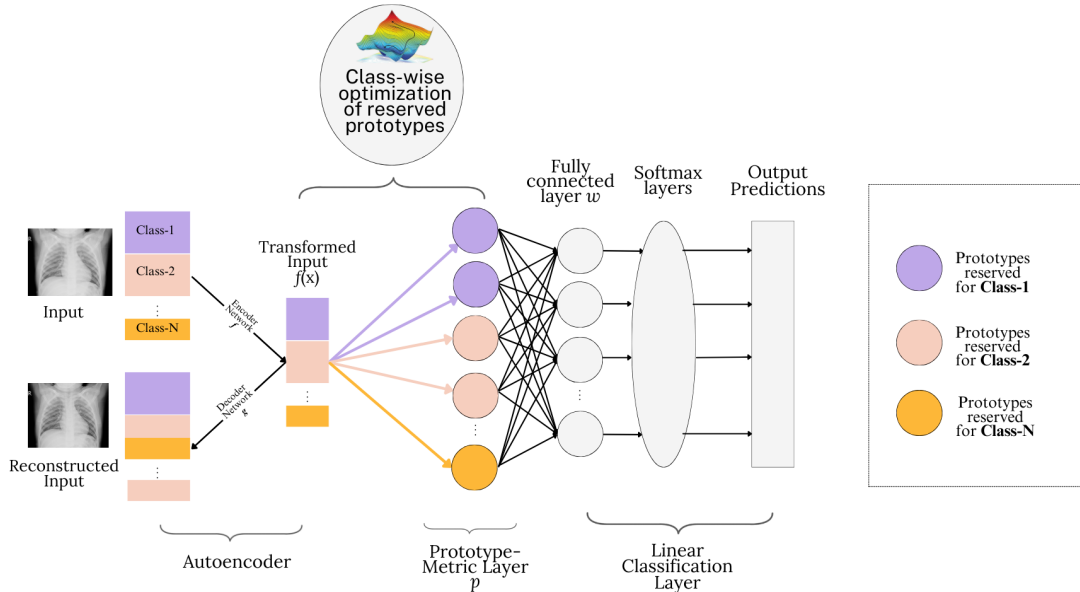 Class-wise
optimization
of reserved
prototypes
Fully
connected
layer w
Softmax
layers
Output
Predictions
Transformed
Input
f(x)
R
Input
Class-1
Class-2
...
Class-N
Encoder
Network
f
Decoder
Network
g
R
Reconstructed
Input
...
...
...
...
Prototypes
reserved
for Class-1
Prototypes
reserved
for Class-2
Prototypes
reserved
for Class-N
Autoencoder
Prototype-
Metric Layer
p
Linear
Classification
Layer